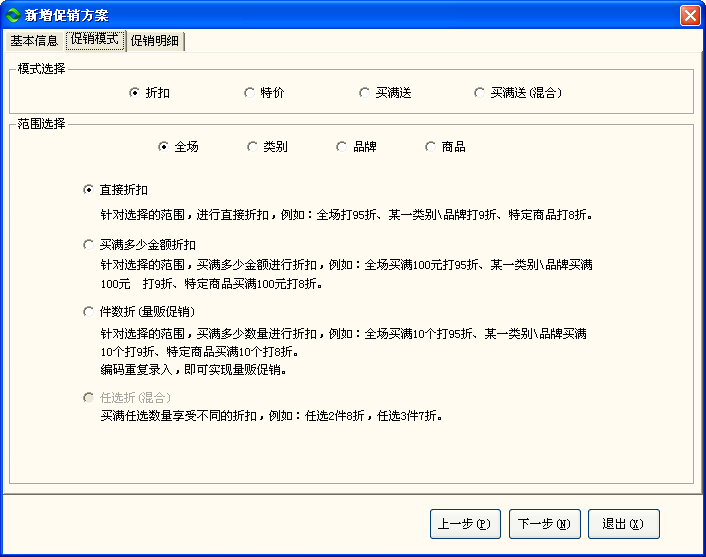 新增促销方案
基本信息 促销模式 促销明细
模式选择
折扣 特价 买满送 买满送(混合)
范围选择
全场 类别 品牌 商品
直接折扣
针对选择的范围，进行直接折扣，例如：全场打95折、某一类别\品牌打9折、特定商品打8折。
买满多少金额折扣
针对选择的范围，买满多少金额进行折扣，例如：全场买满100元打95折、某一类别\品牌买满
100元 打9折、特定商品买满100元打8折。
件数折(量贩促销)
针对选择的范围，买满多少数量进行折扣，例如：全场买满10个打95折、某一类别\品牌买满
10个打9折、特定商品买满10个打8折。
编码重复录入，即可实现量贩促销。
任选折(混合)
买满任选数量享受不同的折扣，例如：任选2件8折，任选3件7折。
上一步(P) 下一步(N) 退出(X)